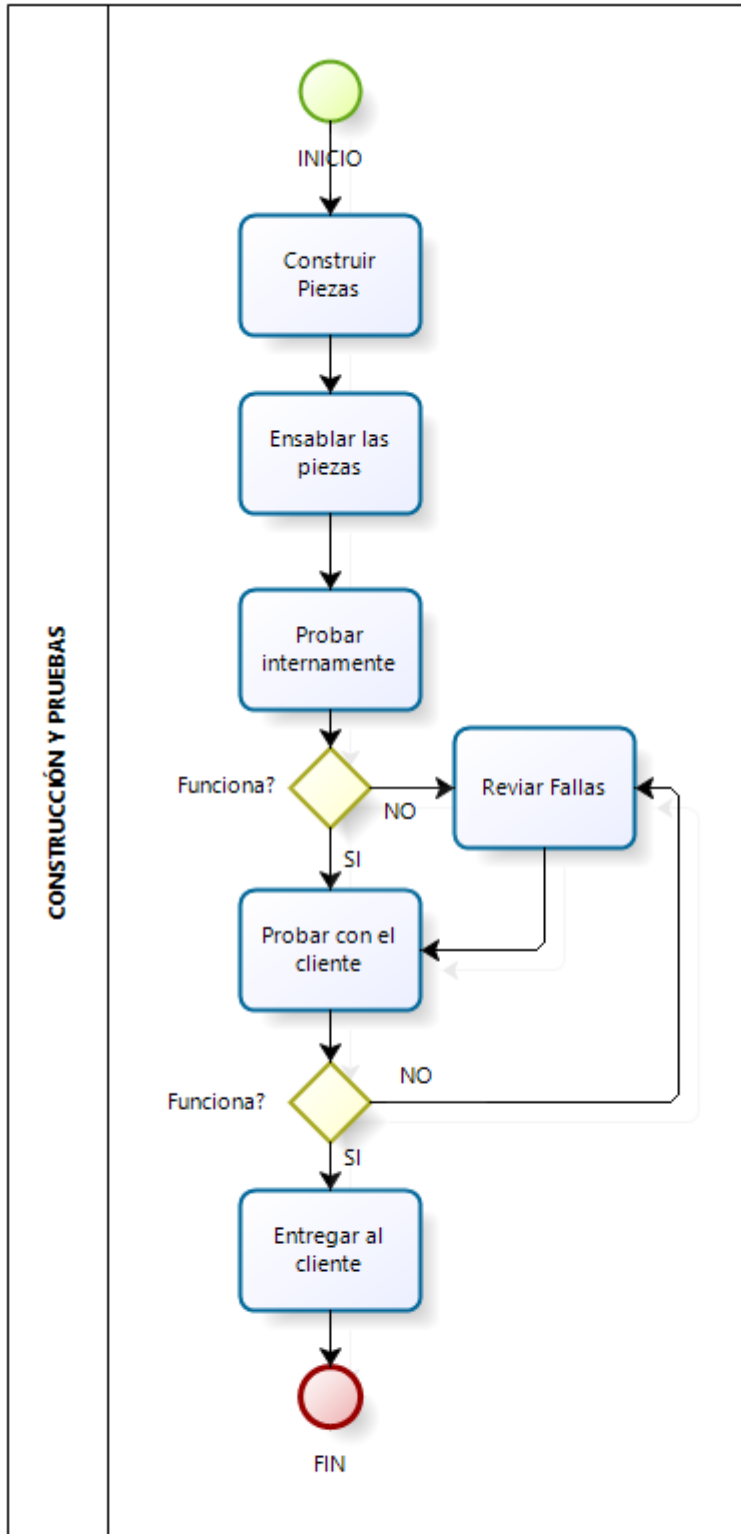 CONSTRUCCIÓN Y PRUEBAS
INICIO
Construir
Piezas
Ensablar las
piezas
Probar
internamente
Funciona?
NO
Reviar Fallas
SI
Probar con el
cliente
Funciona?
NO
SI
Entregar al
cliente
FIN